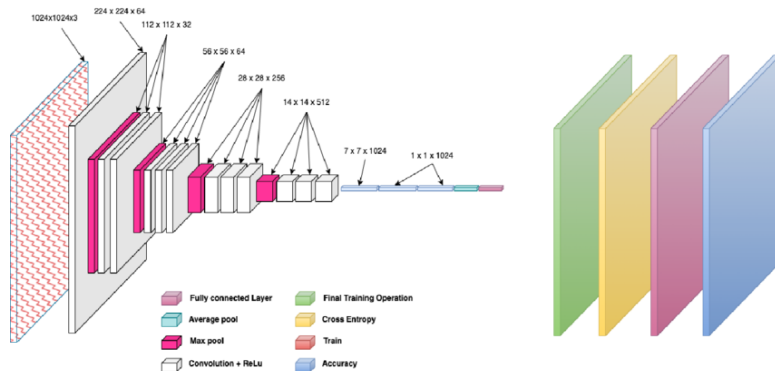 1024x1024x3
224 x 224 x 64
112 x 112 x 32
56 x 56 x 64
28 x 28 x 256
14 x 14 x 512
7 x 7 x 1024
1 x 1 x 1024
Fully connected Layer
Final Training Operation
Average pool
Cross Entropy
Max pool
Train
Convolution + ReLu
Accuracy